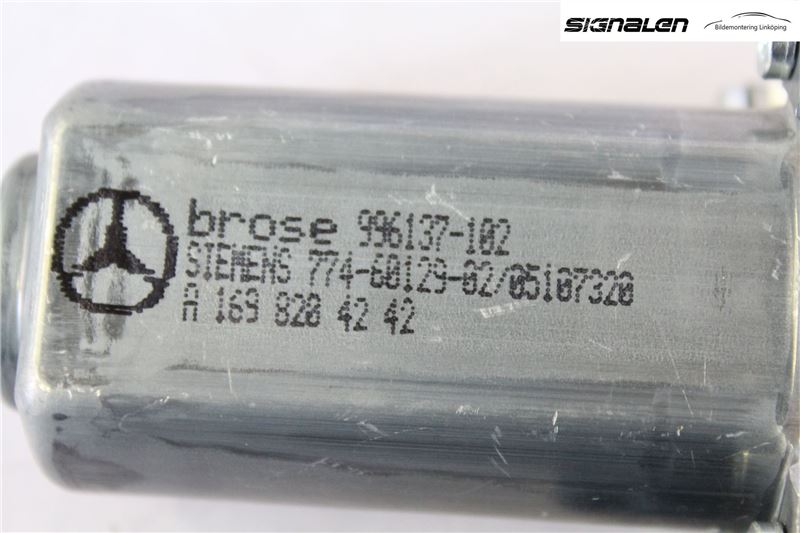 SIGNALEN
Bildemontering Linköping
brose 996137-102
SIEMENS 774-60129-02/05107320
A 169 820 42 42